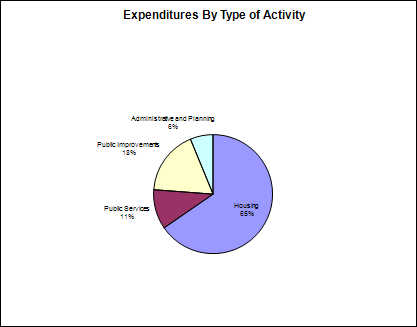 Expenditures By Type of Activity
Administrative and Planning
6%
Public Improvements
18%
Public Services
11%
Housing
65%